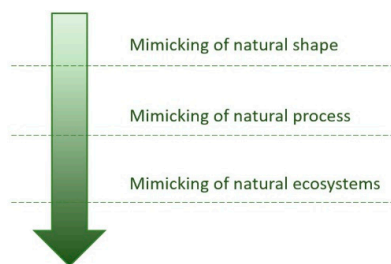 Mimicking of natural shape
Mimicking of natural process
Mimicking of natural ecosystems